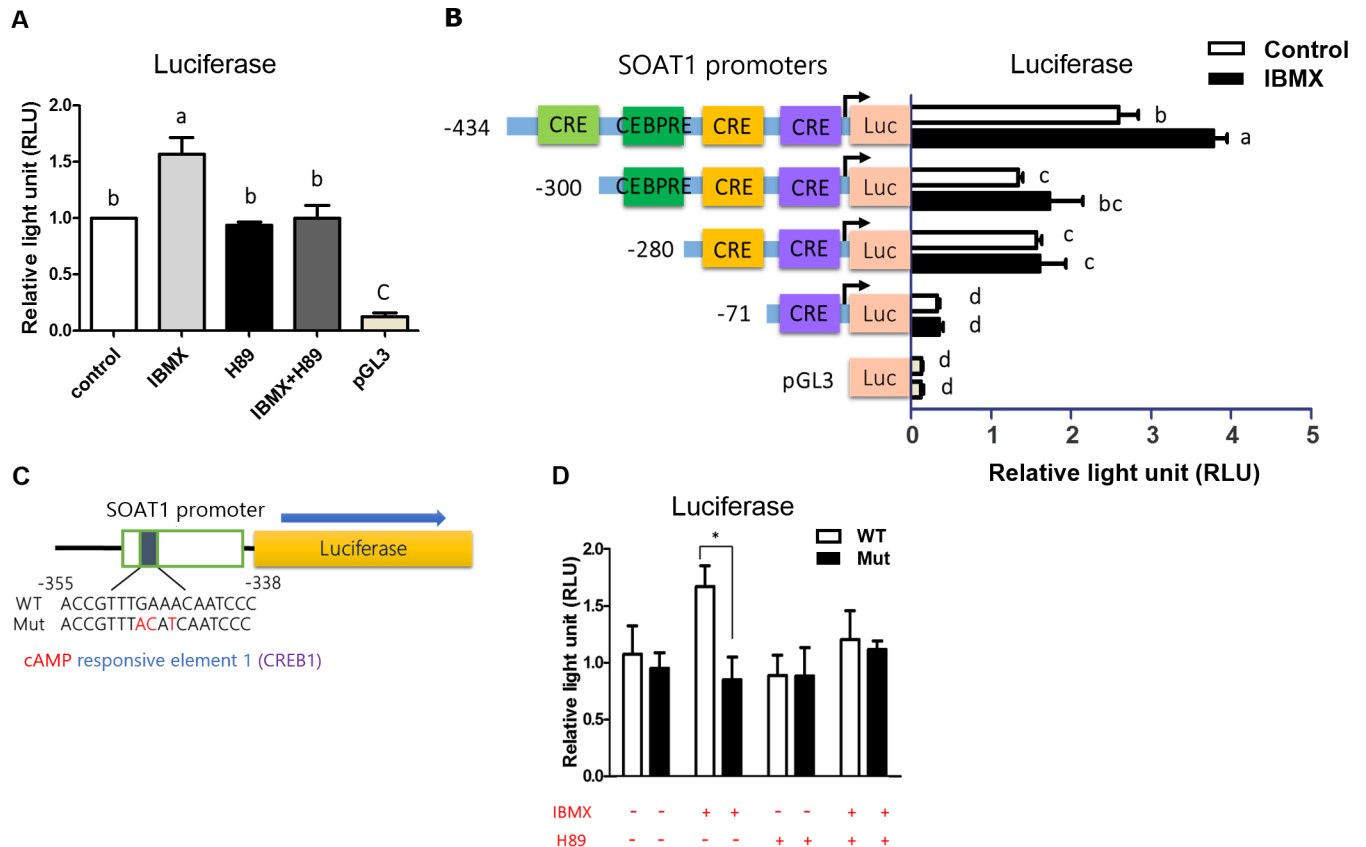 A
Luciferase
Relative light unit (RLU)
2.0
1.5
1.0
0.5
0.0
b
a
b
b
C
control
IBMX
H89
IBMX+H89
pGL3
B
SOAT1 promoters
Luciferase
Control
IBMX
-434
CRE
CEBPRE
CRE
CRE
Luc
b
a
-300
CEBPRE
CRE
CRE
Luc
c
bc
-280
CRE
CRE
Luc
c
c
-71
CRE
Luc
d
d
pGL3
Luc
d
d
0 1 2 3 4 5
Relative light unit (RLU)
C
SOAT1 promoter
Luciferase
-355
-338
WT ACCGTTTGAAACAATCCC
Mut ACCGTTTACATCAATCCC
cAMP responsive element 1 (CREB1)
D
Luciferase
WT
Mut
Relative light unit (RLU)
2.0
1.5
1.0
0.5
0.0
*
IBMX - - + + - - + +
H89 - - - - + + + +